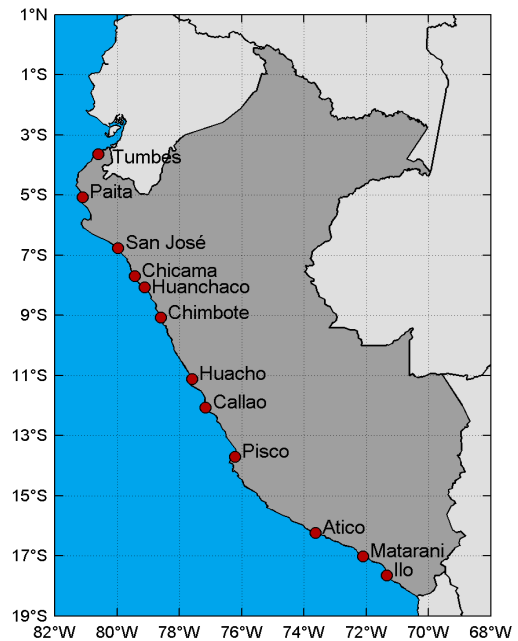 1°N
1°S
3°S
Tumbes
5°S
Paita
7°S
San José
Chicama
Huanchaco
9°S
Chimbote
11°S
Huacho
Callao
13°S
Pisco
15°S
Atico
17°S
Matarani
Ilo
19°S
82°W 80°W 78°W 76°W 74°W 72°W 70°W 68°W